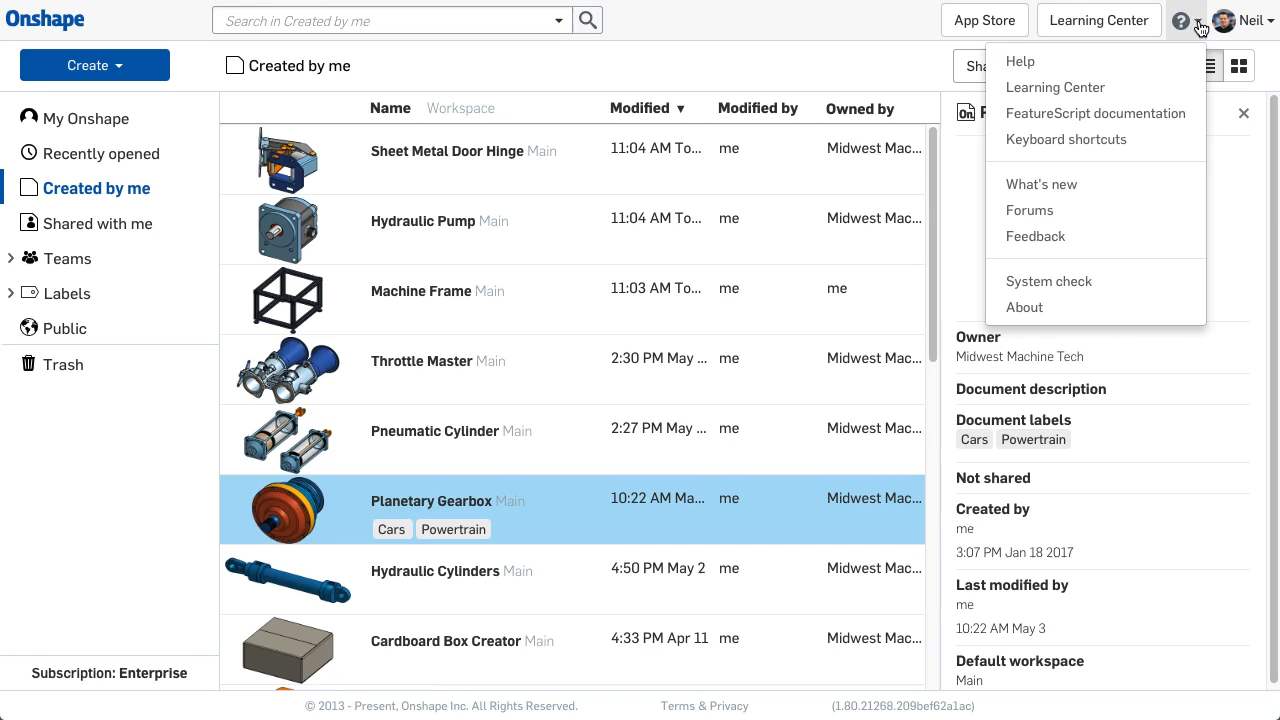 Onshape
Search in Created by me
App Store
Learning Center
Neil
Create
Created by me
Help
Learning Center
FeatureScript documentation
Keyboard shortcuts
What's new
Forums
Feedback
System check
About
My Onshape
Recently opened
Created by me
Shared with me
Teams
Labels
Public
Trash
Subscription: Enterprise
Name Workspace Modified ▼ Modified by Owned by
Sheet Metal Door Hinge Main 11:04 AM To... me Midwest Mac...
Hydraulic Pump Main 11:04 AM To... me Midwest Mac...
Machine Frame Main 11:03 AM To... me me
Throttle Master Main 2:30 PM May ... me Midwest Mac...
Pneumatic Cylinder Main 2:27 PM May ... me Midwest Mac...
Planetary Gearbox Main 10:22 AM Ma... me Midwest Mac...
Cars Powertrain
Hydraulic Cylinders Main 4:50 PM May 2 me Midwest Mac...
Cardboard Box Creator Main 4:33 PM Apr 11 me Midwest Mac...
Owner
Midwest Machine Tech
Document description
Document labels
Cars Powertrain
Not shared
Created by
me
3:07 PM Jan 18 2017
Last modified by
me
10:22 AM May 3
Default workspace
Main
© 2013 - Present, Onshape Inc. All Rights Reserved. Terms & Privacy (1.80.21268.209bef62a1ac)